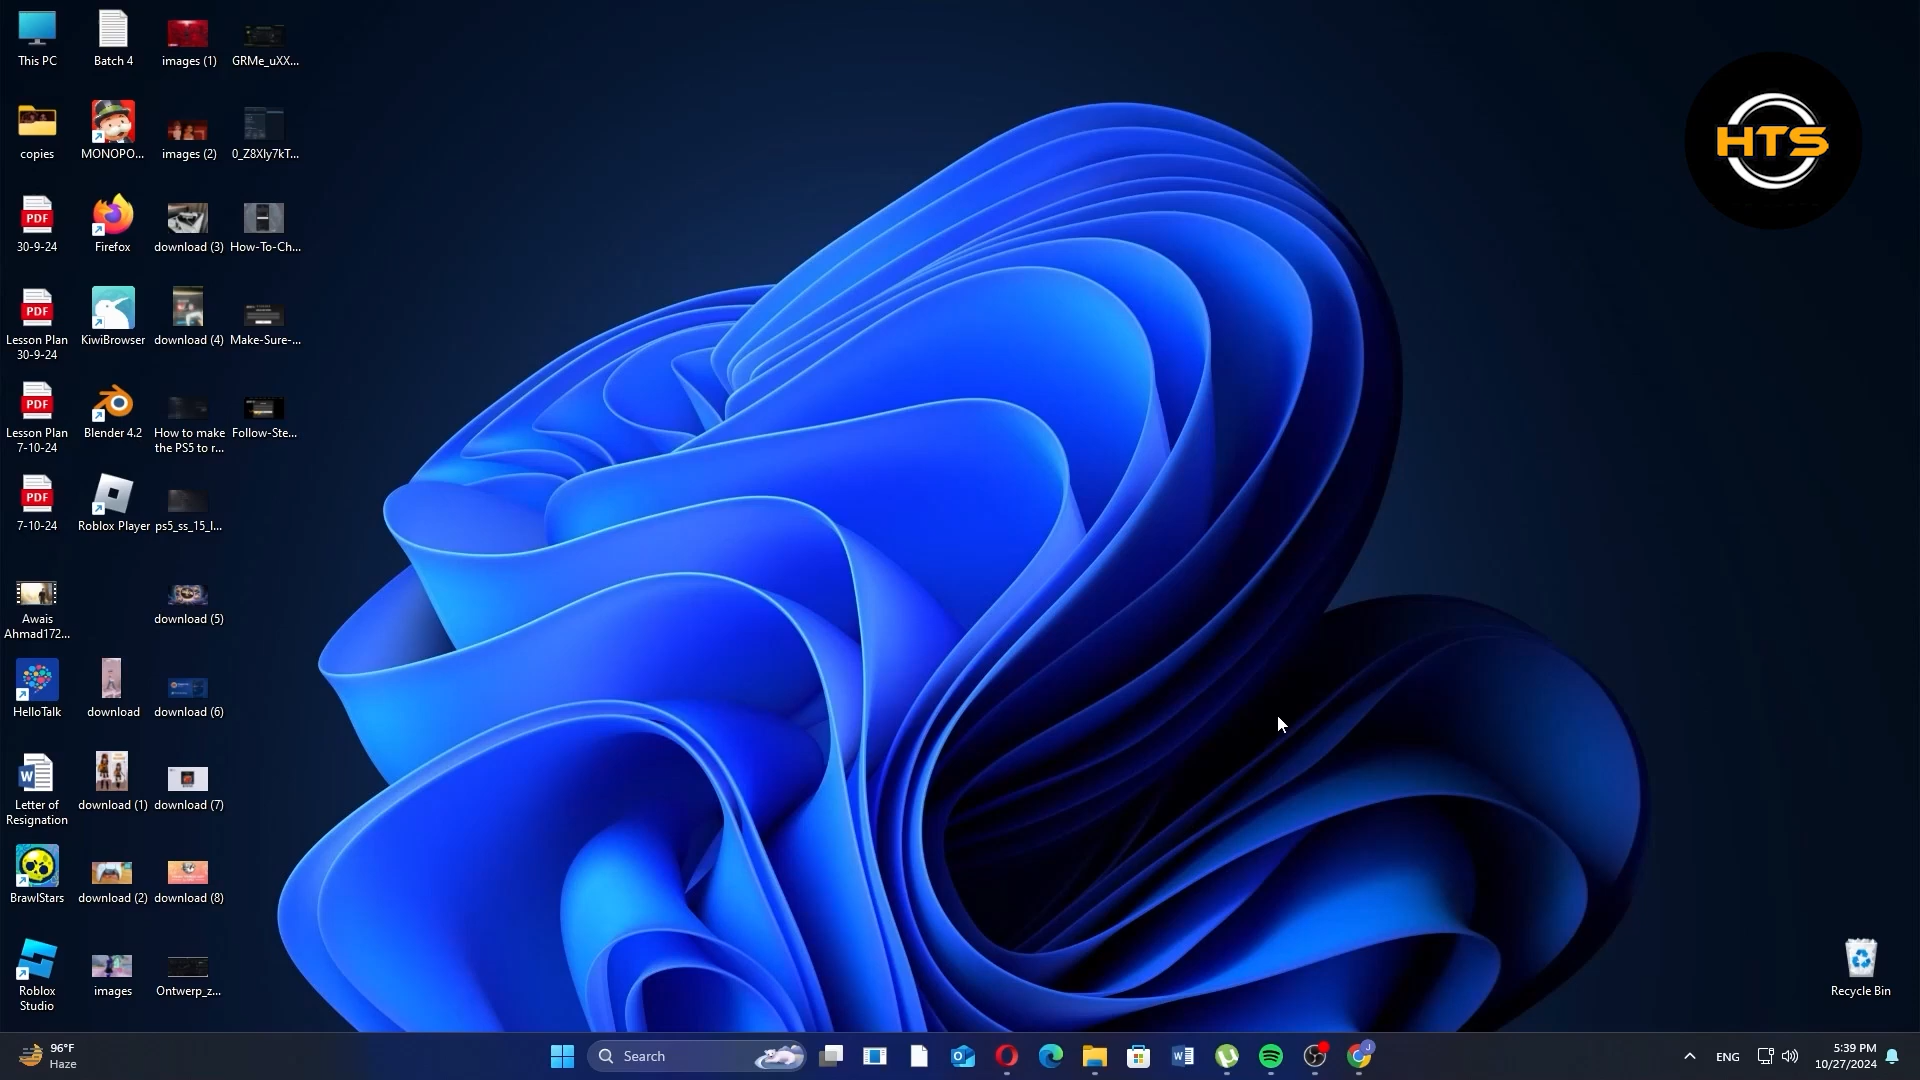 This PC
Batch 4
images (1)
GRMe_uXX...
copies
MONOPO...
images (2)
0_Z8Xly7kT...
PDF
30-9-24
Firefox
download (3)
How-To-Ch...
PDF
Lesson Plan
30-9-24
KiwiBrowser
download (4)
Make-Sure-...
PDF
Lesson Plan
7-10-24
Blender 4.2
How to make
the PS5 to r...
Follow-Ste...
PDF
7-10-24
Roblox Player
ps5_ss_15_l...
Awais
Ahmad172...
download (5)
HelloTalk
download
download (6)
W
Letter of
Resignation
download (1)
download (7)
BrawlStars
download (2)
download (8)
Roblox
Studio
images
Ontwerp_z...
HTS
Recycle Bin
96°F
Haze
Search
J
ENG
5:39 PM
10/27/2024